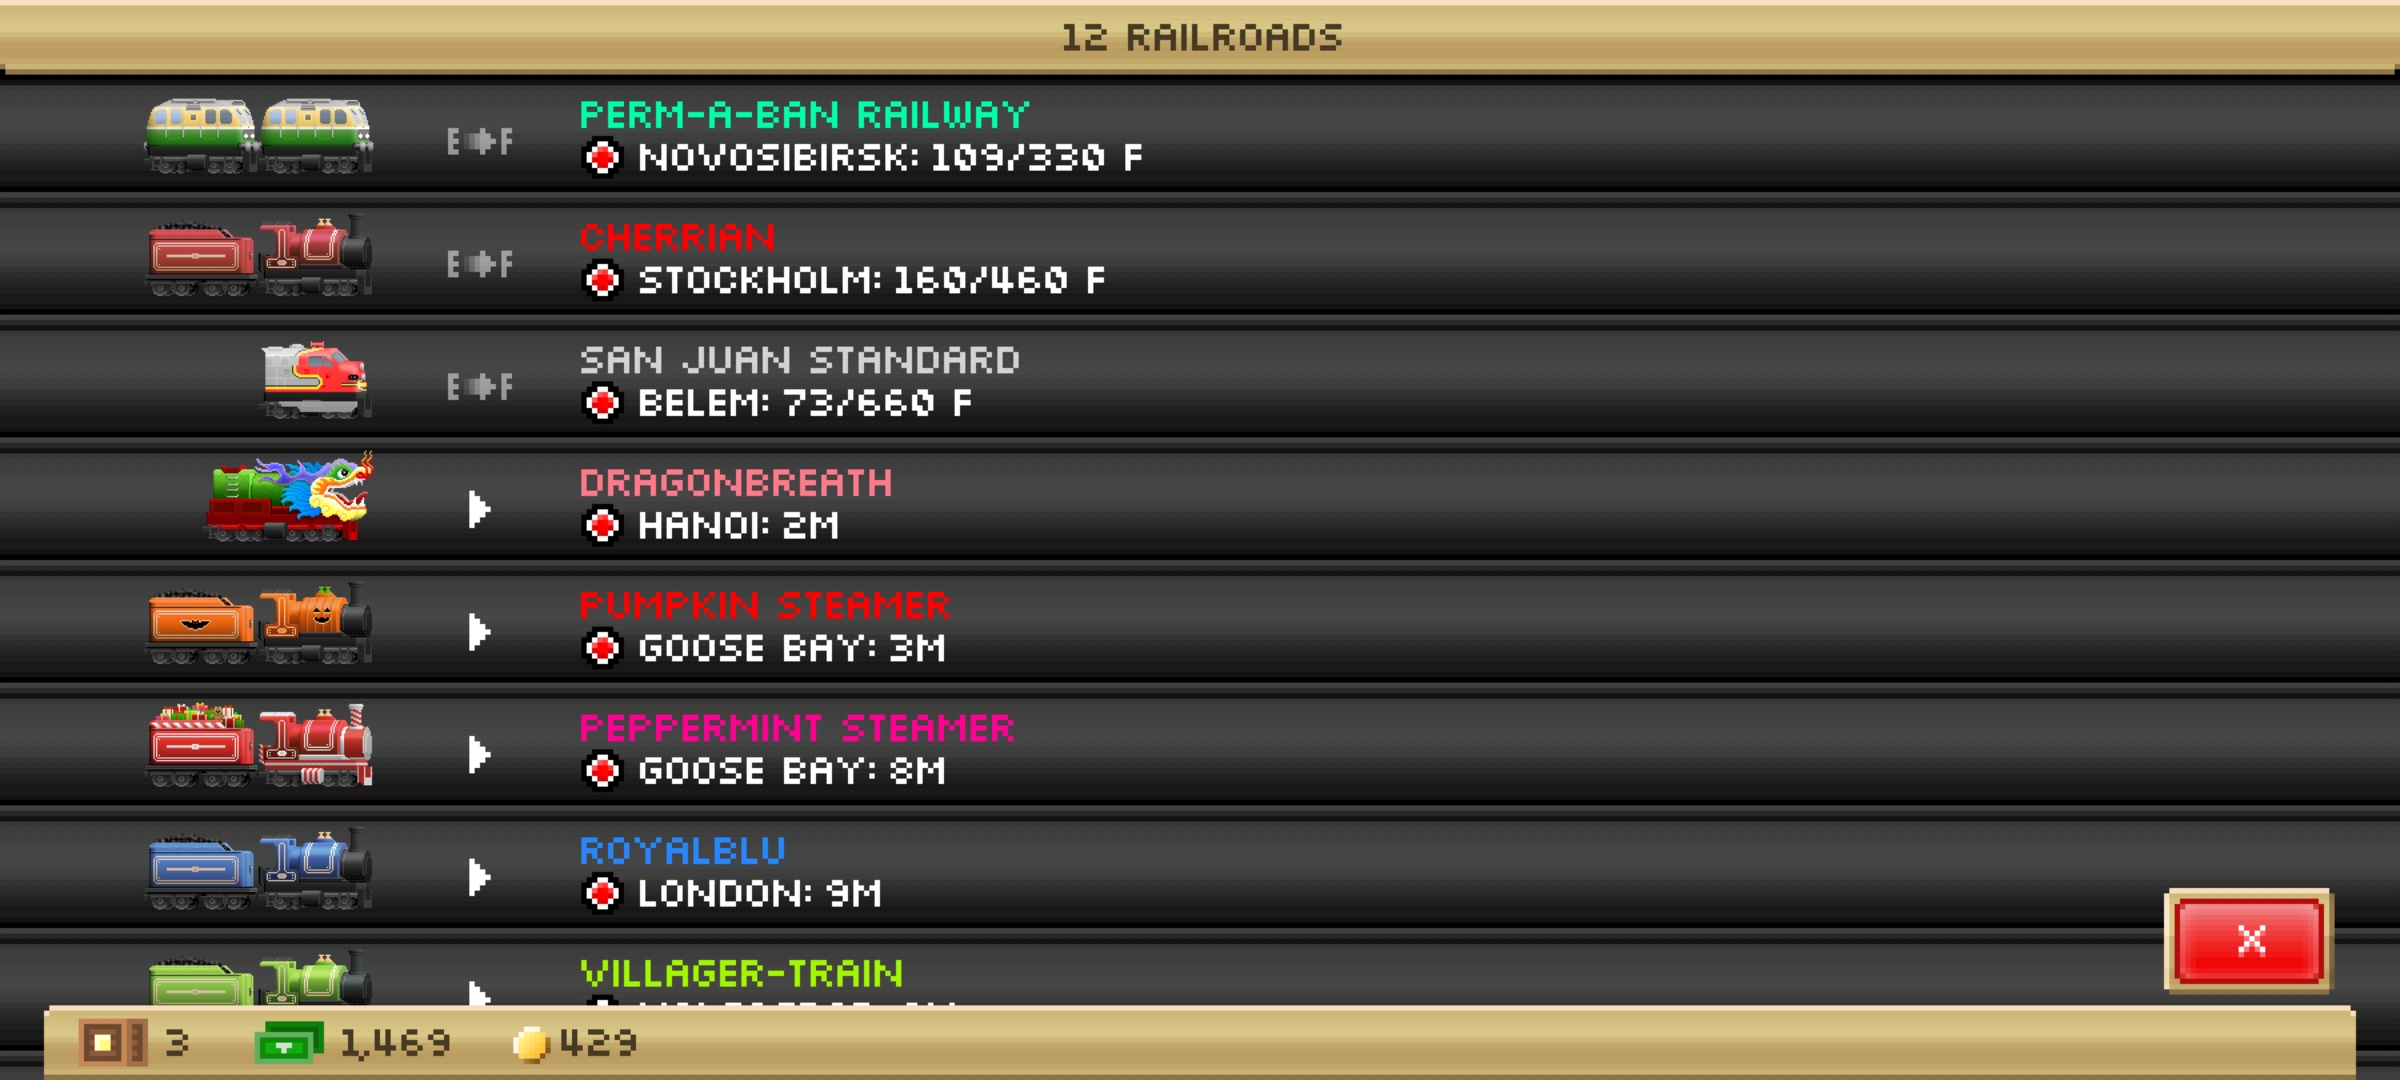 12 RAILROADS
PERM-A-BAN RAILWAY
E F
NOVOSIBIRSK: 109/330 F
CHERRIAN
E F
STOCKHOLM: 160/460 F
SAN JUAN STANDARD
E F
BELEM: 73/660 F
DRAGONBREATH
HANOI: 2M
PUMPKIN STEAMER
GOOSE BAY: 3M
PEPPERMINT STEAMER
GOOSE BAY: 8M
ROYALBLU
LONDON: 9M
VILLAGER-TRAIN
X
3 1,469 429